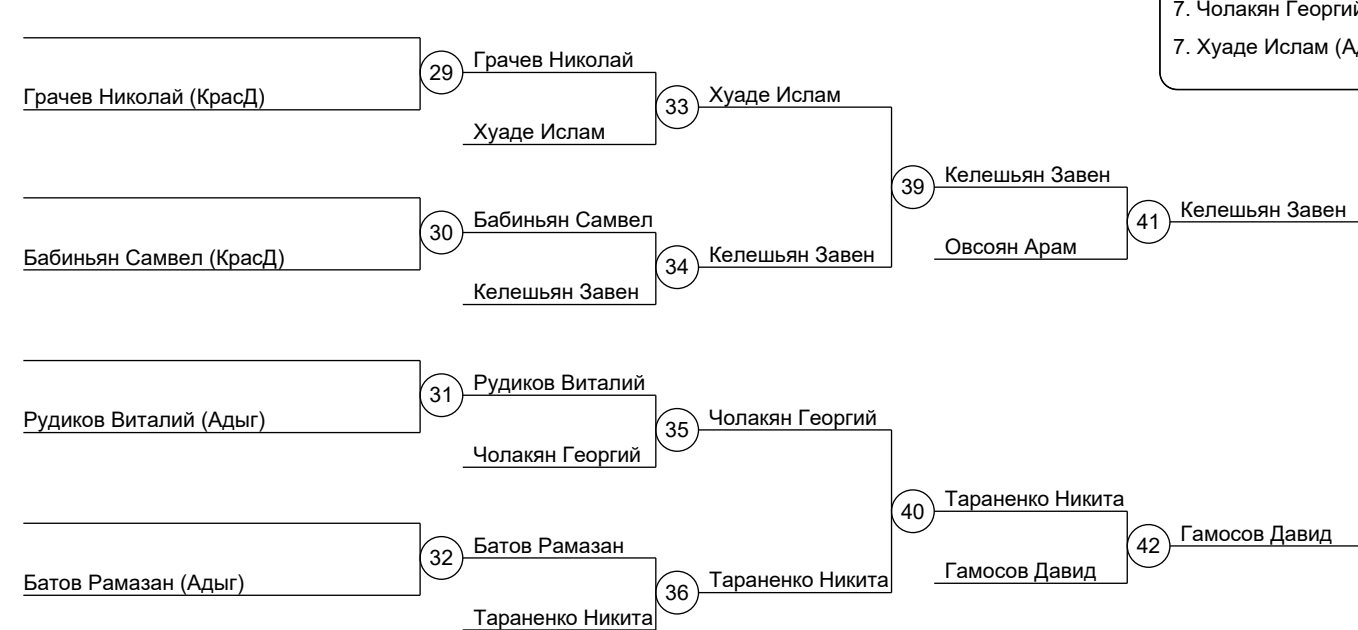 7. Чолакян Георгий
7. Хуаде Ислам
Грачев Николай (КрасД)
29
Грачев Николай
Хуаде Ислам
33
Хуаде Ислам
Бабиньян Самвел (КрасД)
30
Бабиньян Самвел
Келешьян Завен
34
Келешьян Завен
39
Келешьян Завен
Овсоян Арам
41
Келешьян Завен
Рудиков Виталий (Адыг)
31
Рудиков Виталий
Чолакян Георгий
35
Чолакян Георгий
Батов Рамазан (Адыг)
32
Батов Рамазан
Тараненко Никита
36
Тараненко Никита
40
Тараненко Никита
Гамосов Давид
42
Гамосов Давид